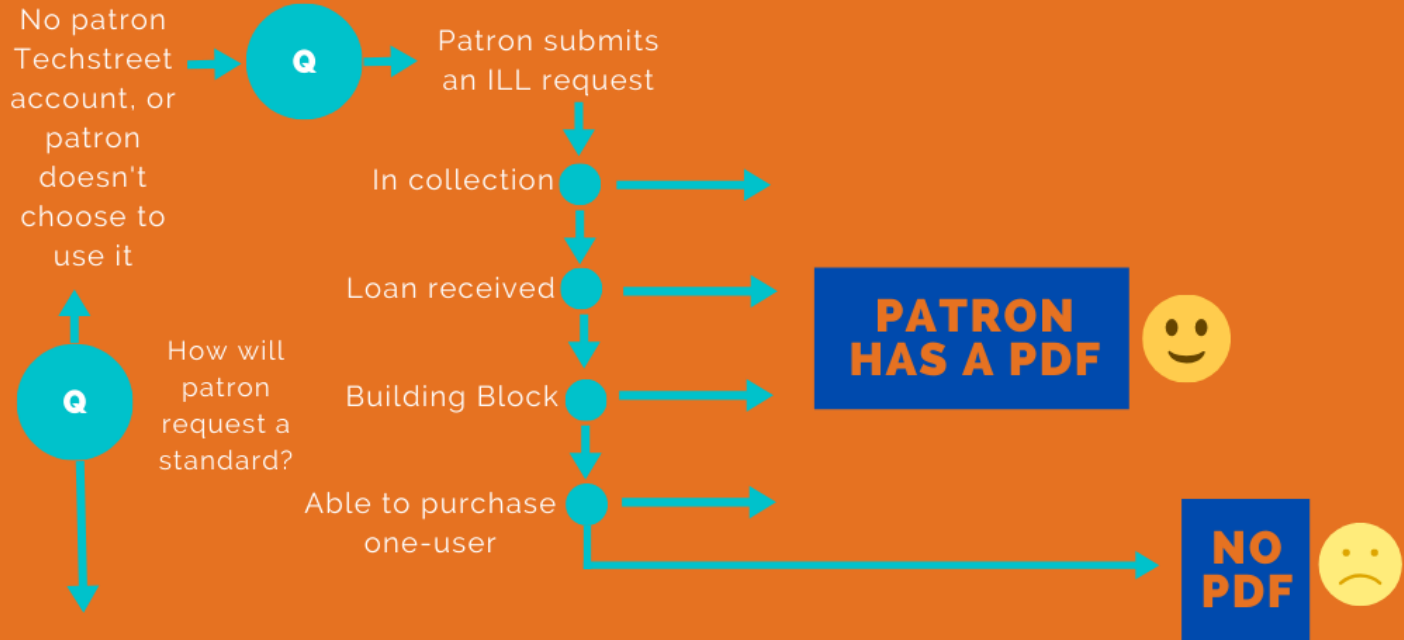 No patron
Techstreet
account, or
patron
doesn't
choose to
use it
Q
Patron submits
an ILL request
In collection
Loan received
Building Block
Able to purchase
one-user
Q
How will
patron
request a
standard?
PATRON
HAS A PDF
NO
PDF